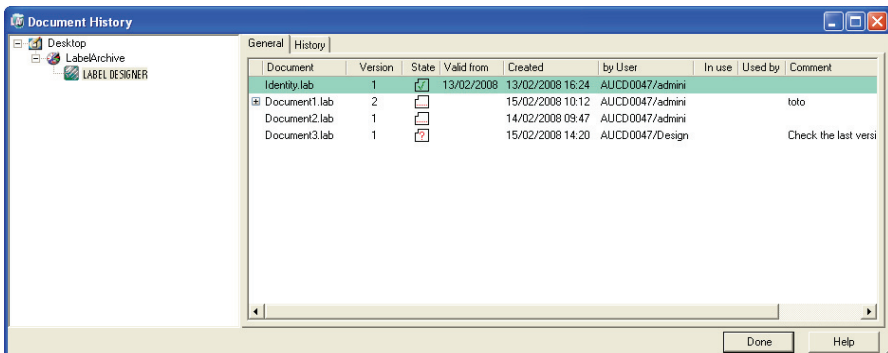 Document History
Desktop
LabelArchive
LABEL DESIGNER
General History
Document Version State Valid from Created by User In use Used by Comment
Identity.lab 1 13/02/2008 13/02/2008 16:24 AUCD0047/admini
Document1.lab 2 15/02/2008 10:12 AUCD0047/admini toto
Document2.lab 1 14/02/2008 09:47 AUCD0047/admini
Document3.lab 1 ? 15/02/2008 14:20 AUCD0047/Design Check the last versi
Done Help